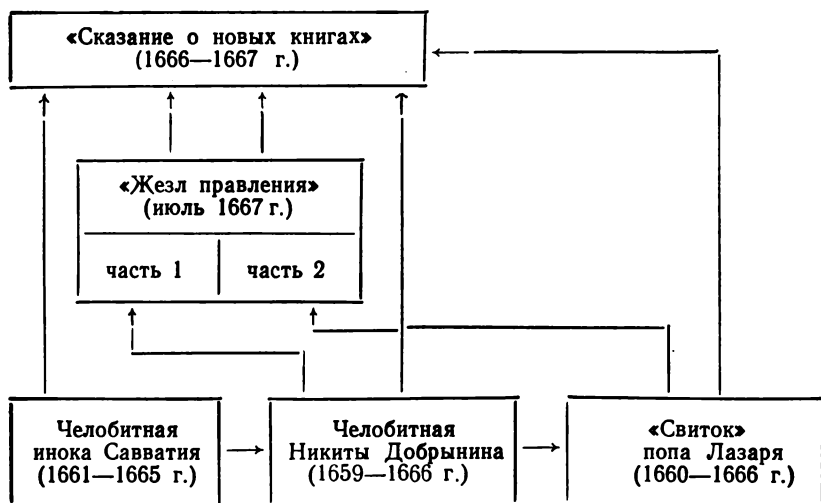 «Сказание о новых книгах»
(1666—1667 г.)
«Жезл правления»
(июль 1667 г.)
часть 1
часть 2
Челобитная
инока Савватия
(1661—1665 г.)
Челобитная
Никиты Добрынина
(1659—1666 г.)
«Свиток»
попа Лазаря
(1660—1666 г.)